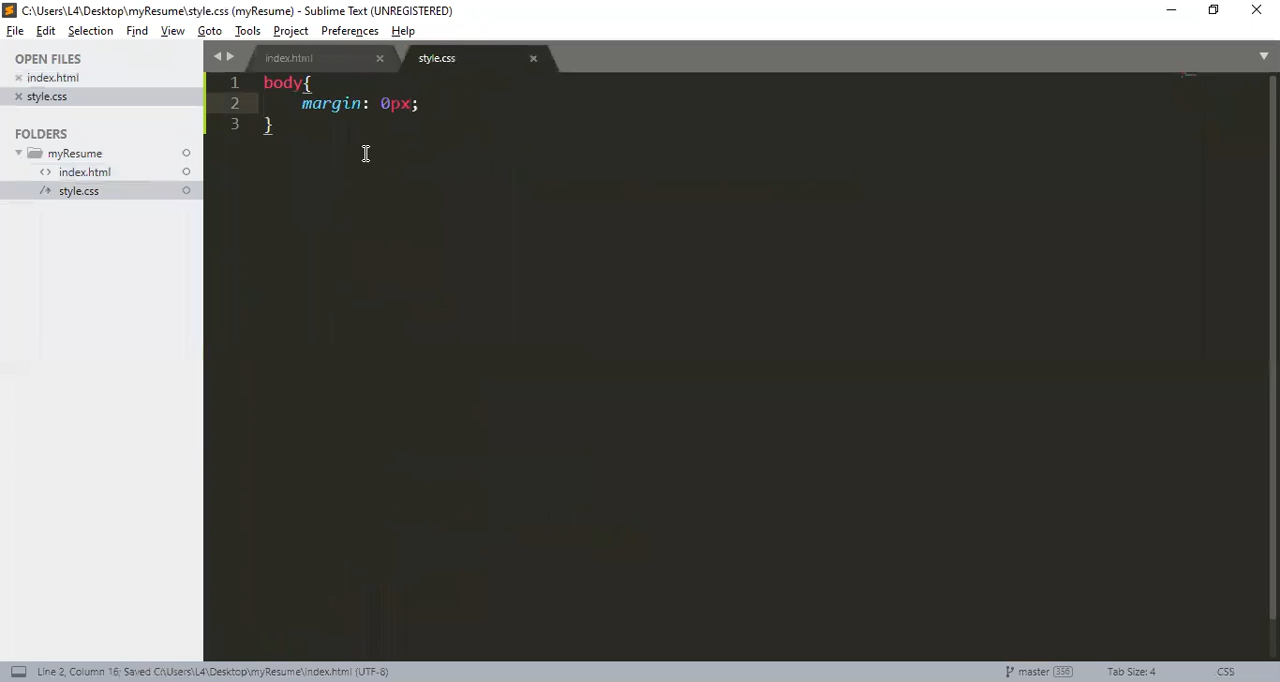 C:\Users\L4\Desktop\myResume\style.css (myResume) - Sublime Text (UNREGISTERED)
File Edit Selection Find View Goto Tools Project Preferences Help
OPEN FILES
index.html
style.css
FOLDERS
myResume
index.html
style.css
index.html
style.css
1 body{
2 margin: 0px;
3 }
Line 2, Column 16; Saved C:\Users\L4\Desktop\myResume\index.html (UTF-8)
master 356
Tab Size: 4
CSS